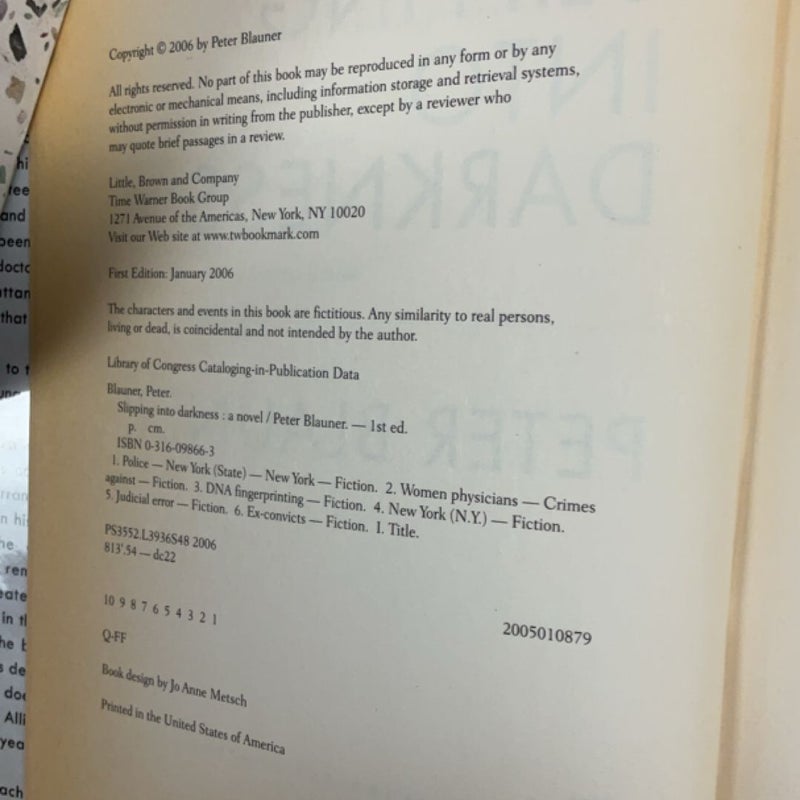 Copyright © 2006 by Peter Blauner
All rights reserved. No part of this book may be reproduced in any form or by any
electronic or mechanical means, including information storage and retrieval systems,
without permission in writing from the publisher, except by a reviewer who
may quote brief passages in a review.
Little, Brown and Company
Time Warner Book Group
1271 Avenue of the Americas, New York, NY 10020
Visit our Web site at www.twbookmark.com
First Edition: January 2006
The characters and events in this book are fictitious. Any similarity to real persons,
living or dead, is coincidental and not intended by the author.
Library of Congress Cataloging-in-Publication Data
Blauner, Peter.
Slipping into darkness : a novel / Peter Blauner. — 1st ed.
p. cm.
ISBN 0-316-09866-3
1. Police — New York (State) — New York — Fiction. 2. Women physicians — Crimes
against — Fiction. 3. DNA fingerprinting — Fiction. 4. New York (N.Y.) — Fiction.
5. Judicial error — Fiction. 6. Ex-convicts — Fiction. I. Title.
PS3552.L3936S48 2006
813'.54 — dc22
10 9 8 7 6 5 4 3 2 1
2005010879
Q-FF
Book design by Jo Anne Metsch
Printed in the United States of America